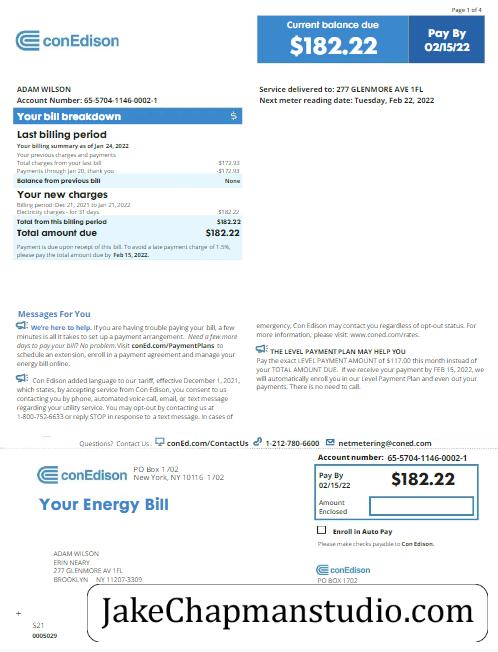 Page 1 of 4
conEdison
Current balance due
$182.22
Pay By
02/15/22
ADAM WILSON
Account Number: 65-5704-1146-0002-1
Service delivered to: 277 GLENMORE AVE 1FL
Next meter reading date: Tuesday, Feb 22, 2022
Your bill breakdown $
Last billing period
Your billing summary as of Jan 24, 2022
Your previous charges and payments
Total charges from your last bill $172.93
Payments through Jan 20, thank you -$172.93
Balance from previous bill None
Your new charges
Billing period: Dec 21, 2021 to Jan 21, 2022
Electricity charges - for 31 days $182.22
Total from this billing period $182.22
Total amount due $182.22
Payment is due upon receipt of this bill. To avoid a late payment charge of 1.5%,
please pay the total amount due by Feb 15, 2022.
Messages For You
We're here to help. If you are having trouble paying your bill, a few
minutes is all it takes to set up a payment arrangement. Need a few more
days to pay your bill? No problem. Visit conEd.com/PaymentPlans to
schedule an extension, enroll in a payment agreement and manage your
energy bill online.
Con Edison added language to our tariff, effective December 1, 2021,
which states, by accepting service from Con Edison, you consent to us
contacting you by phone, automated voice call, email, or text message
regarding your utility service. You may opt-out by contacting us at
1-800-752-6633 or reply STOP in response to a text message. In cases of
emergency, Con Edison may contact you regardless of opt-out status. For
more information, please visit: www.coned.com/rates.
THE LEVEL PAYMENT PLAN MAY HELP YOU
Pay the exact LEVEL PAYMENT AMOUNT of $117.00 this month instead of
your TOTAL AMOUNT DUE. If we receive your payment by FEB 15, 2022, we
will automatically enroll you in our Level Payment Plan and even out your
payments. There is no need to call.
Questions? Contact Us. conEd.com/ContactUs 1-212-780-6600 netmetering@coned.com
conEdison
PO Box 1702
New York, NY 10116-1702
Account number: 65-5704-1146-0002-1
Pay By
02/15/22
$182.22
Amount
Enclosed
Your Energy Bill
Enroll in Auto Pay
Please make checks payable to Con Edison.
ADAM WILSON
ERIN NEARY
277 GLENMORE AV 1FL
BROOKLYN NY 11207-3309
conEdison
PO BOX 1702
JakeChapmanstudio.com
+
S21
0005029